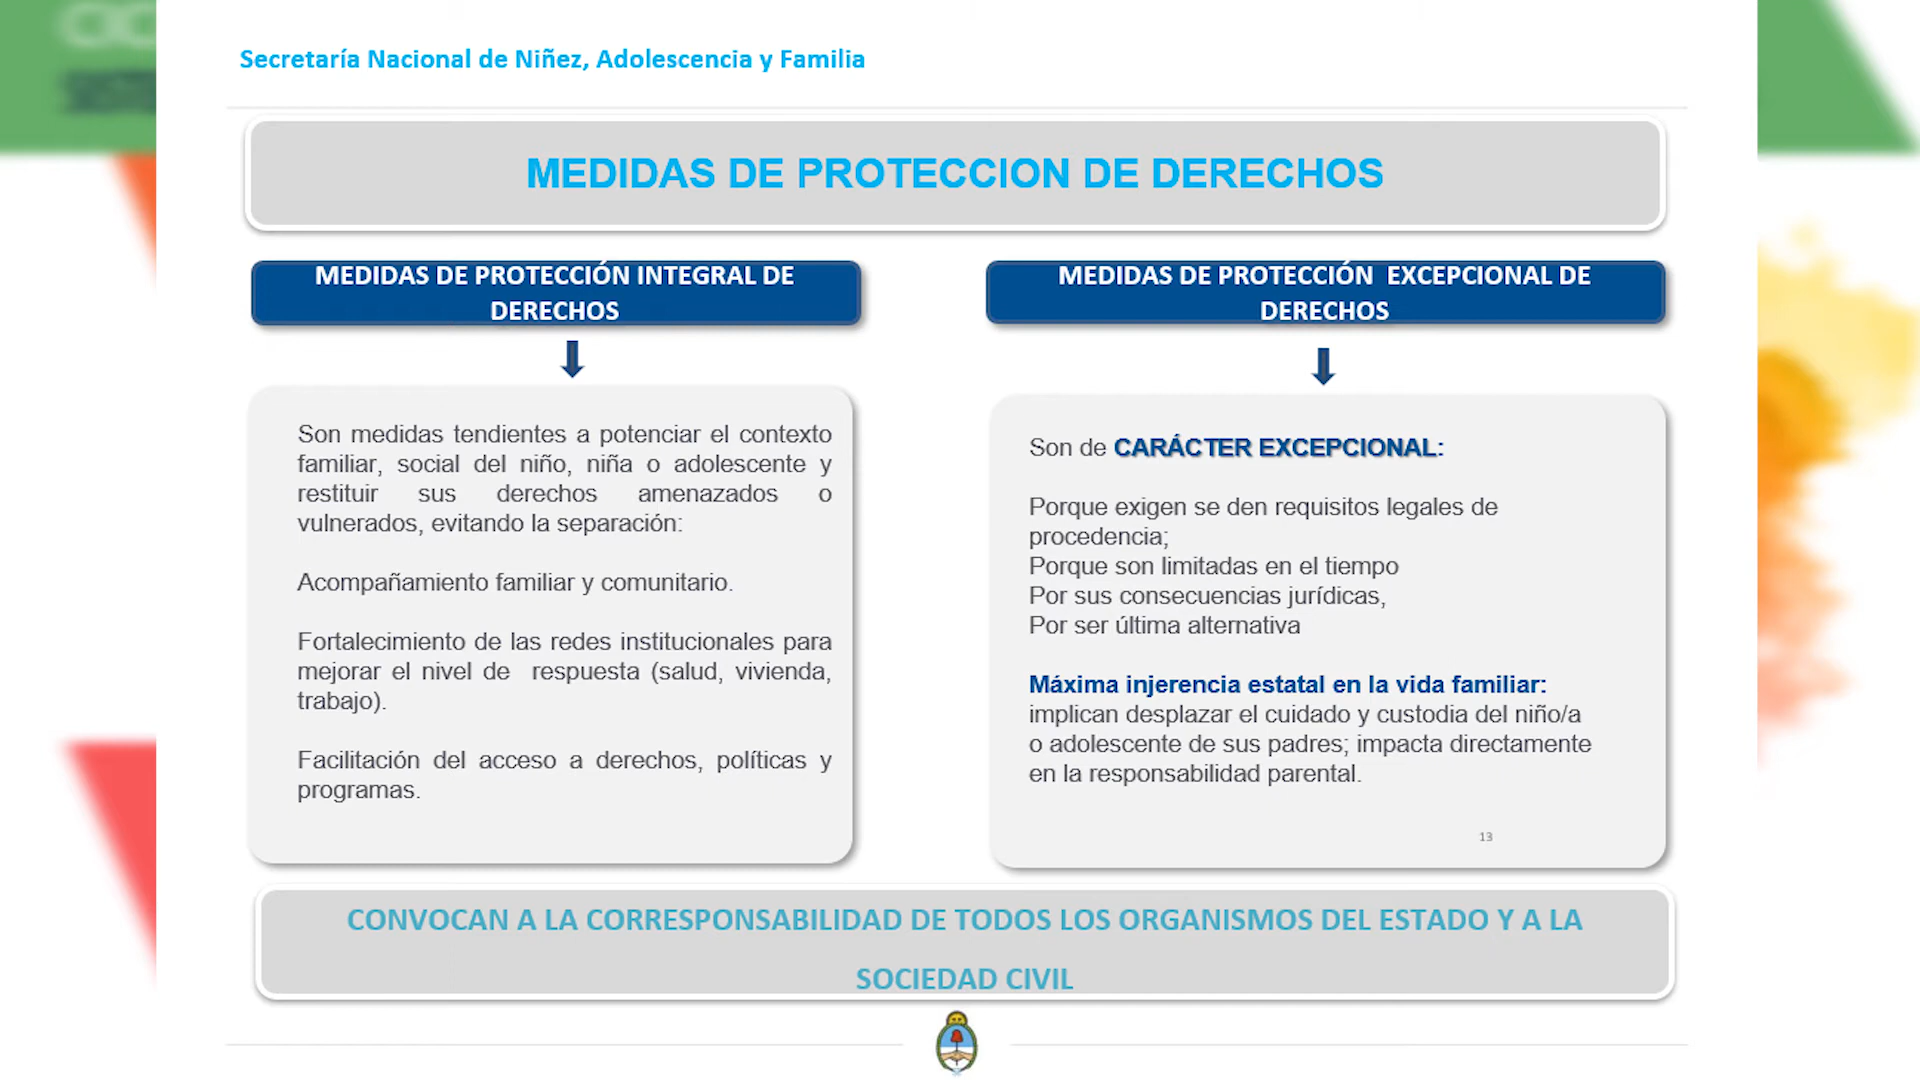 Secretaría Nacional de Niñez, Adolescencia y Familia
MEDIDAS DE PROTECCION DE DERECHOS
MEDIDAS DE PROTECCIÓN INTEGRAL DE
DERECHOS
Son medidas tendientes a potenciar el contexto
familiar, social del niño, niña o adolescente y
restituir sus derechos amenazados o
vulnerados, evitando la separación:
Acompañamiento familiar y comunitario.
Fortalecimiento de las redes institucionales para
mejorar el nivel de respuesta (salud, vivienda,
trabajo).
Facilitación del acceso a derechos, políticas y
programas.
MEDIDAS DE PROTECCIÓN EXCEPCIONAL DE
DERECHOS
Son de CARÁCTER EXCEPCIONAL:
Porque exigen se den requisitos legales de
procedencia;
Porque son limitadas en el tiempo
Por sus consecuencias jurídicas,
Por ser última alternativa
Máxima injerencia estatal en la vida familiar:
implican desplazar el cuidado y custodia del niño/a
o adolescente de sus padres; impacta directamente
en la responsabilidad parental.
13
CONVOCAN A LA CORRESPONSABILIDAD DE TODOS LOS ORGANISMOS DEL ESTADO Y A LA
SOCIEDAD CIVIL